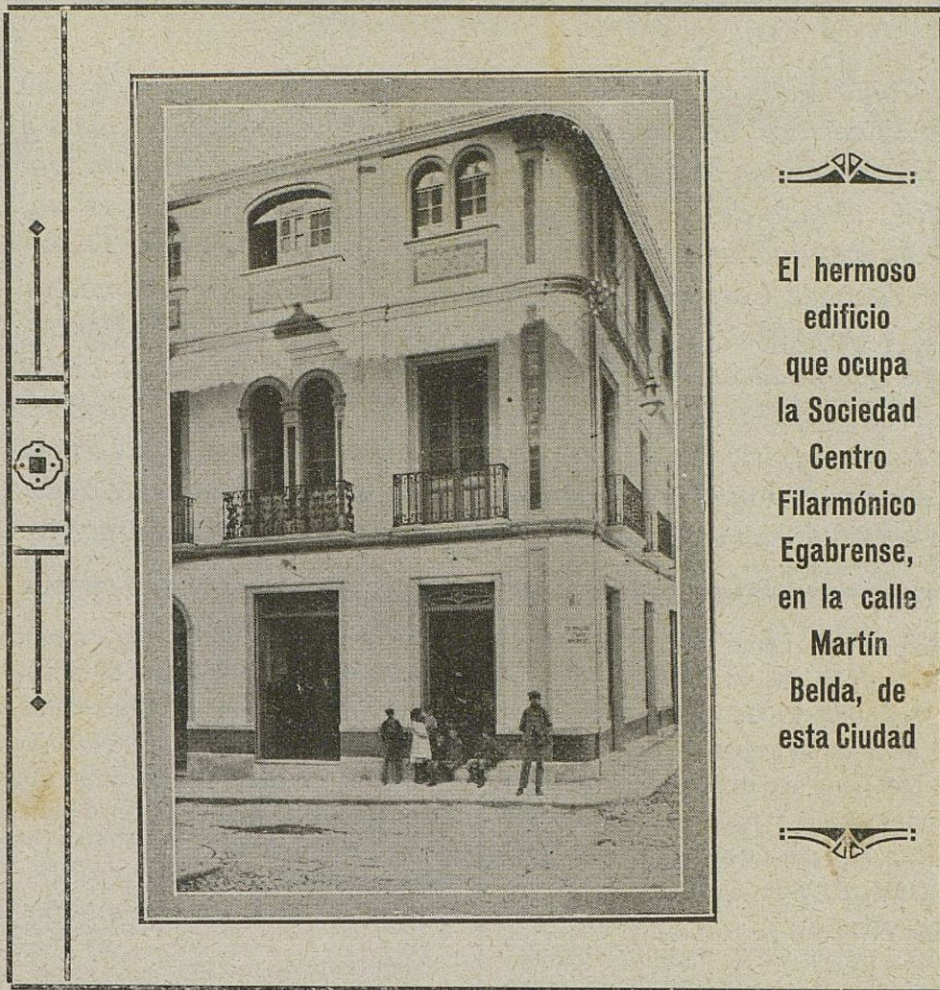 El hermoso
edificio
que ocupa
la Sociedad
Centro
Filarmónico
Egabrense,
en la calle
Martín
Belda, de
esta Ciudad